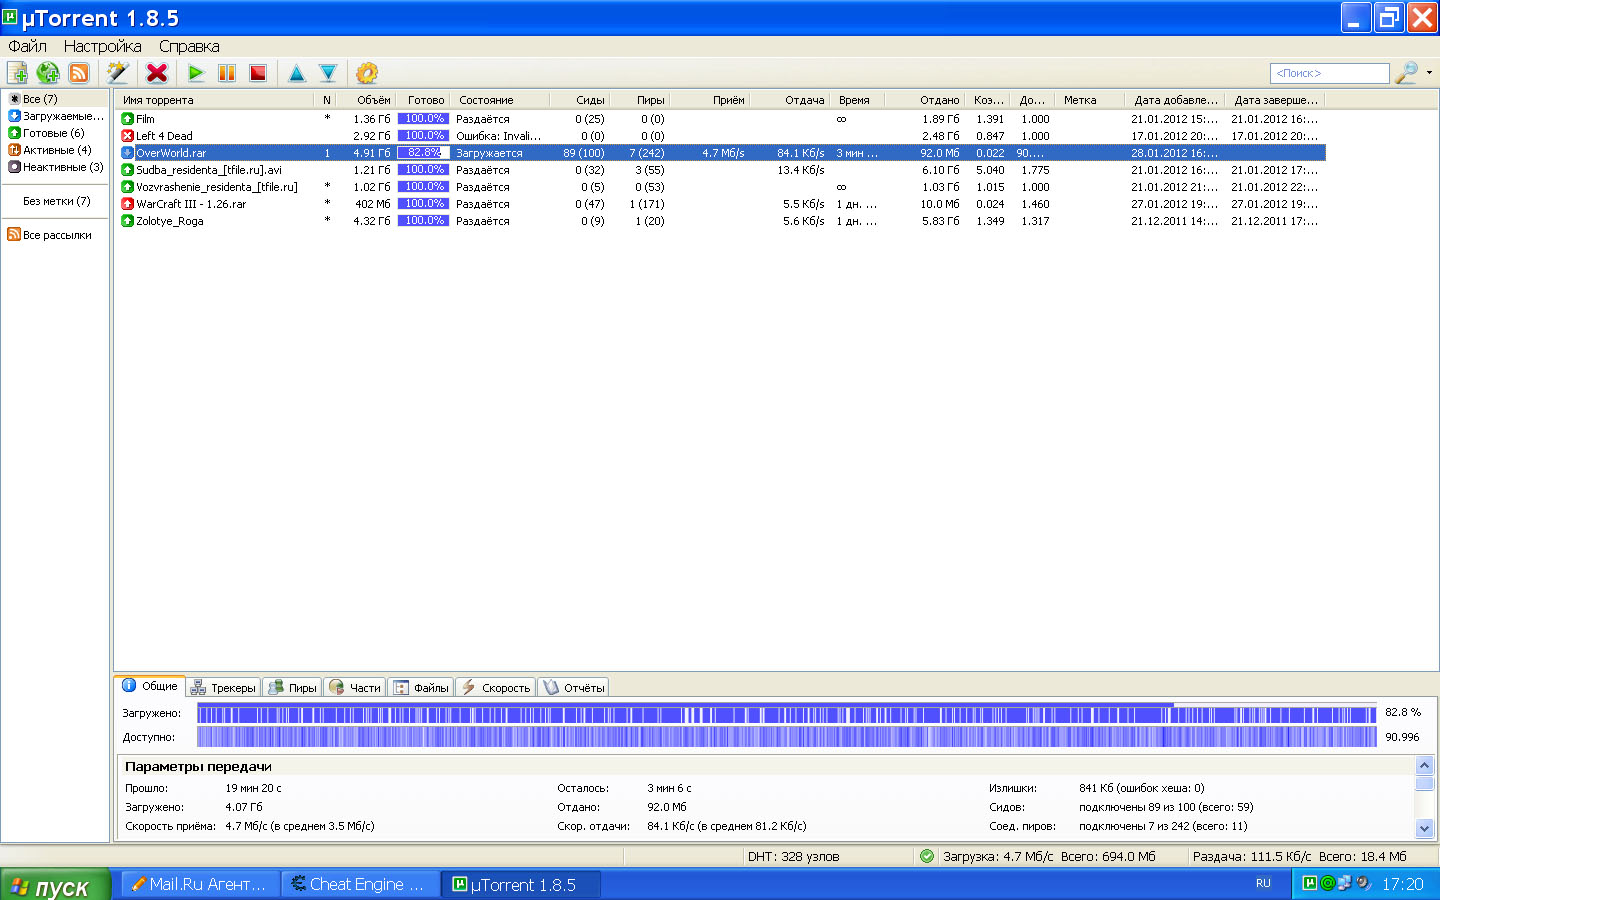 µTorrent 1.8.5
Файл Настройка Справка
<Поиск>
Все (7)
Загружаемые...
Готовые (6)
Активные (4)
Неактивные (3)
Без метки (7)
Все рассылки
Имя торрента N Объём Готово Состояние Сиды Пиры Приём Отдача Время Отдано Коэ... До... Метка Дата добавле... Дата заверше...
Film * 1.36 Гб 100.0% Раздаётся 0 (25) 0 (0) ∞ 1.89 Гб 1.391 1.000 21.01.2012 15:... 21.01.2012 16:...
Left 4 Dead 2.92 Гб 100.0% Ошибка: Invali... 0 (0) 0 (0) 2.48 Гб 0.847 1.000 17.01.2012 20:... 17.01.2012 20:...
OverWorld.rar 1 4.91 Гб 82.8% Загружается 89 (100) 7 (242) 4.7 Мб/s 84.1 Кб/s 3 мин ... 92.0 Мб 0.022 90.... 28.01.2012 16:...
Sudba_residenta_[tfile.ru].avi 1.21 Гб 100.0% Раздаётся 0 (32) 3 (55) 13.4 Кб/s 6.10 Гб 5.040 1.775 21.01.2012 16:... 21.01.2012 17:...
Vozvrashenie_residenta_[tfile.ru] * 1.02 Гб 100.0% Раздаётся 0 (5) 0 (53) ∞ 1.03 Гб 1.015 1.000 21.01.2012 21:... 21.01.2012 22:...
WarCraft III - 1.26.rar * 402 Мб 100.0% Раздаётся 0 (47) 1 (171) 5.5 Кб/s 1 дн. ... 10.0 Мб 0.024 1.460 27.01.2012 19:... 27.01.2012 19:...
Zolotye_Roga * 4.32 Гб 100.0% Раздаётся 0 (9) 1 (20) 5.6 Кб/s 1 дн. ... 5.83 Гб 1.349 1.317 21.12.2011 14:... 21.12.2011 17:...
Общие Трекеры Пиры Части Файлы Скорость Отчёты
Загружено: 82.8 %
Доступно: 90.996
Параметры передачи
Прошло: 19 мин 20 с Осталось: 3 мин 6 с Излишки: 841 Кб (ошибок хеша: 0)
Загружено: 4.07 Гб Отдано: 92.0 Мб Сидов: подключены 89 из 100 (всего: 59)
Скорость приёма: 4.7 Мб/с (в среднем 3.5 Мб/с) Скор. отдачи: 84.1 Кб/с (в среднем 81.2 Кб/с) Соед. пиров: подключены 7 из 242 (всего: 11)
DHT: 328 узлов Загрузка: 4.7 Мб/с Всего: 694.0 Мб Раздача: 111.5 Кб/с Всего: 18.4 Мб
пуск Mail.Ru Агент... Cheat Engine ... µTorrent 1.8.5 RU 17:20